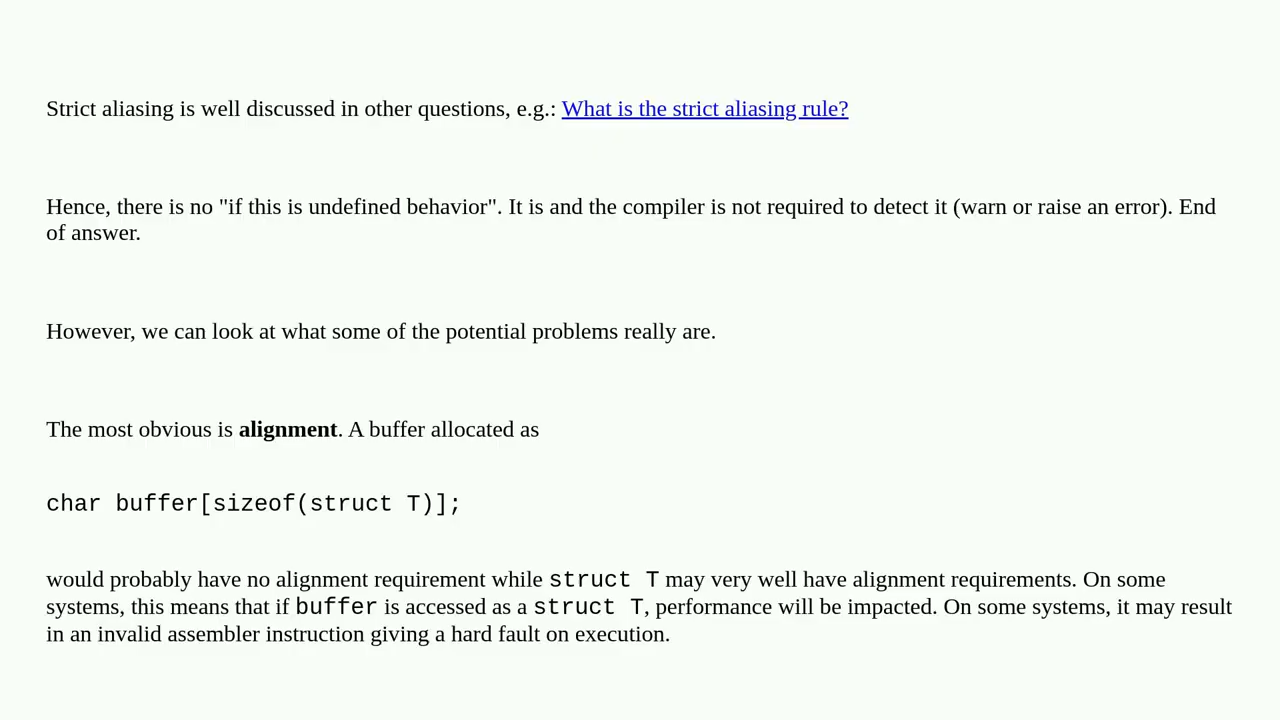 Strict aliasing is well discussed in other questions, e.g.: What is the strict aliasing rule?
Hence, there is no "if this is undefined behavior". It is and the compiler is not required to detect it (warn or raise an error). End
of answer.
However, we can look at what some of the potential problems really are.
The most obvious is alignment. A buffer allocated as
char buffer[sizeof(struct T)];
would probably have no alignment requirement while struct T may very well have alignment requirements. On some
systems, this means that if buffer is accessed as a struct T, performance will be impacted. On some systems, it may result
in an invalid assembler instruction giving a hard fault on execution.